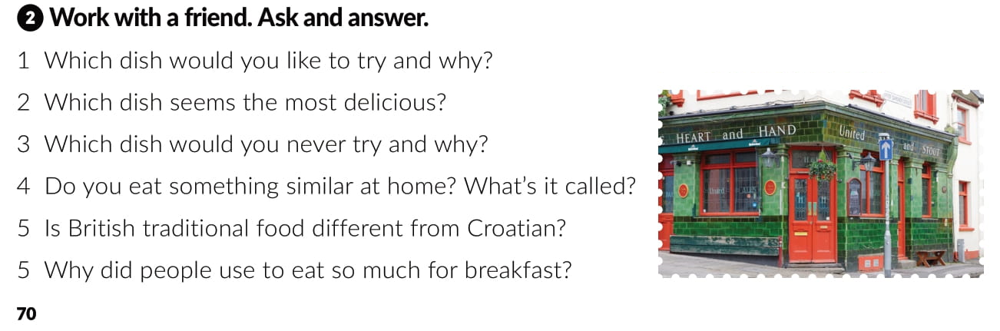 2 Work with a friend. Ask and answer.
1 Which dish would you like to try and why?
2 Which dish seems the most delicious?
3 Which dish would you never try and why?
4 Do you eat something similar at home? What's it called?
5 Is British traditional food different from Croatian?
5 Why did people use to eat so much for breakfast?
HEART and HAND
United
and STOUT
70